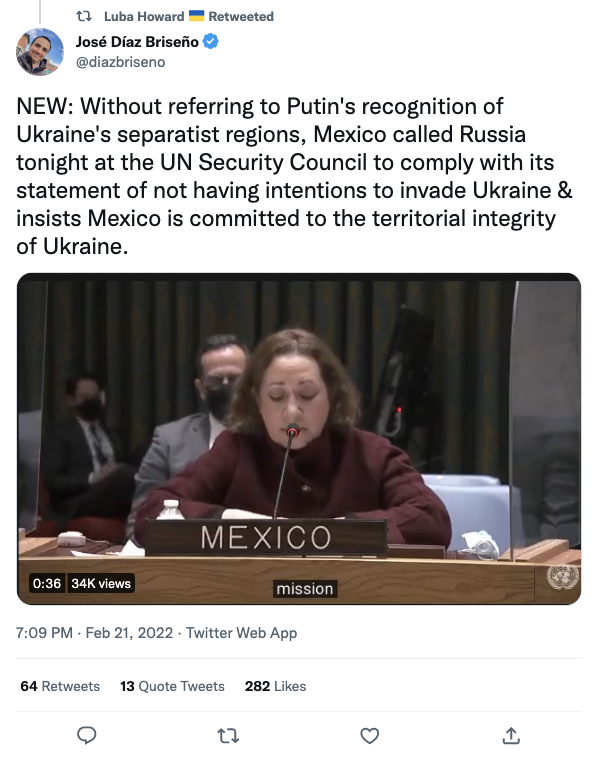 Luba Howard 🇺🇦 Retweeted
José Díaz Briseño
@diazbriseno
NEW: Without referring to Putin's recognition of
Ukraine's separatist regions, Mexico called Russia
tonight at the UN Security Council to comply with its
statement of not having intentions to invade Ukraine &
insists Mexico is committed to the territorial integrity
of Ukraine.
MEXICO
0:36 34K views
mission
7:09 PM · Feb 21, 2022 · Twitter Web App
64 Retweets 13 Quote Tweets 282 Likes